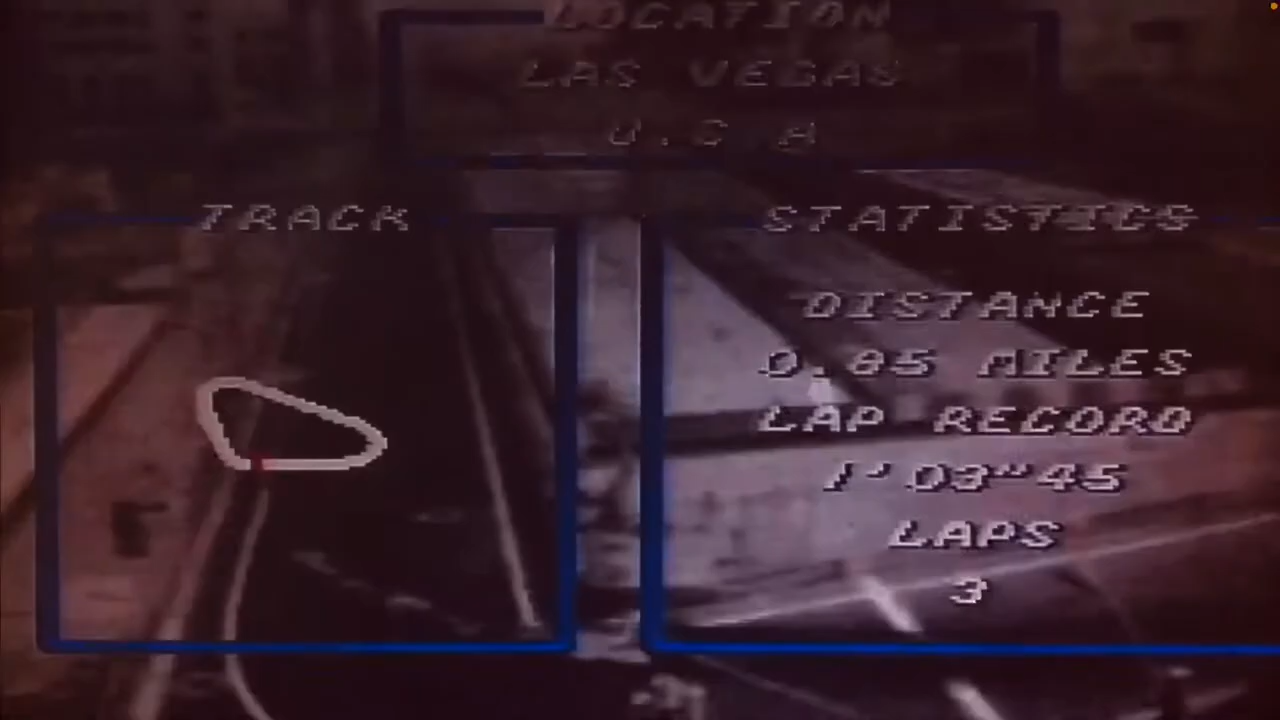 LOCATION
LAS VEGAS
U.S.A
TRACK
STATISTICS
DISTANCE
0.85 MILES
LAP RECORD
1'03"45
LAPS
3